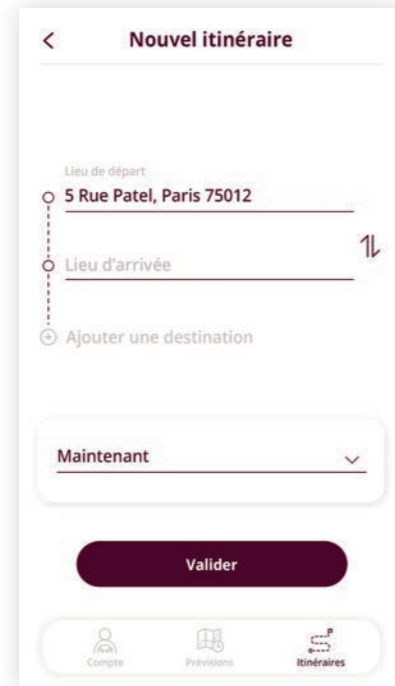 Nouvel itinéraire
Lieu de départ
5 Rue Patel, Paris 75012
Lieu d'arrivée
Ajouter une destination
Maintenant
Valider
Compte
Prévisions
Itinéraires